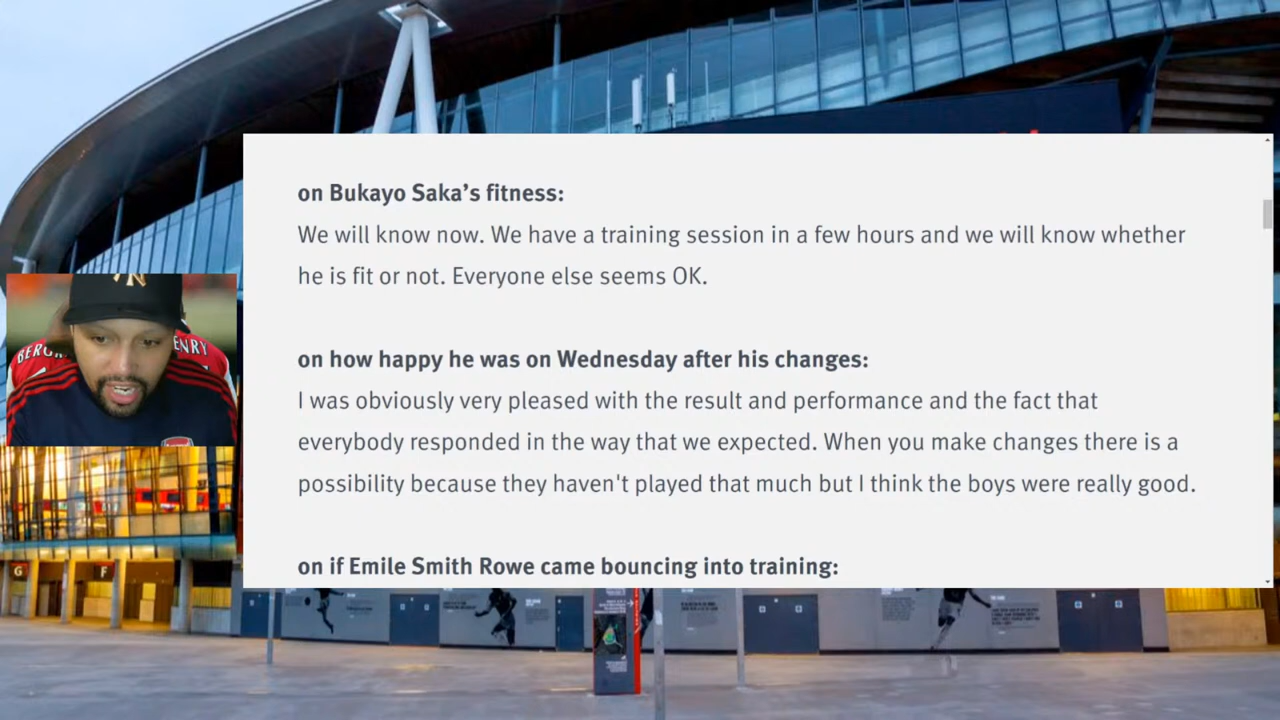 on Bukayo Saka’s fitness:
We will know now. We have a training session in a few hours and we will know whether
he is fit or not. Everyone else seems OK.
on how happy he was on Wednesday after his changes:
I was obviously very pleased with the result and performance and the fact that
everybody responded in the way that we expected. When you make changes there is a
possibility because they haven't played that much but I think the boys were really good.
on if Emile Smith Rowe came bouncing into training:
G
F